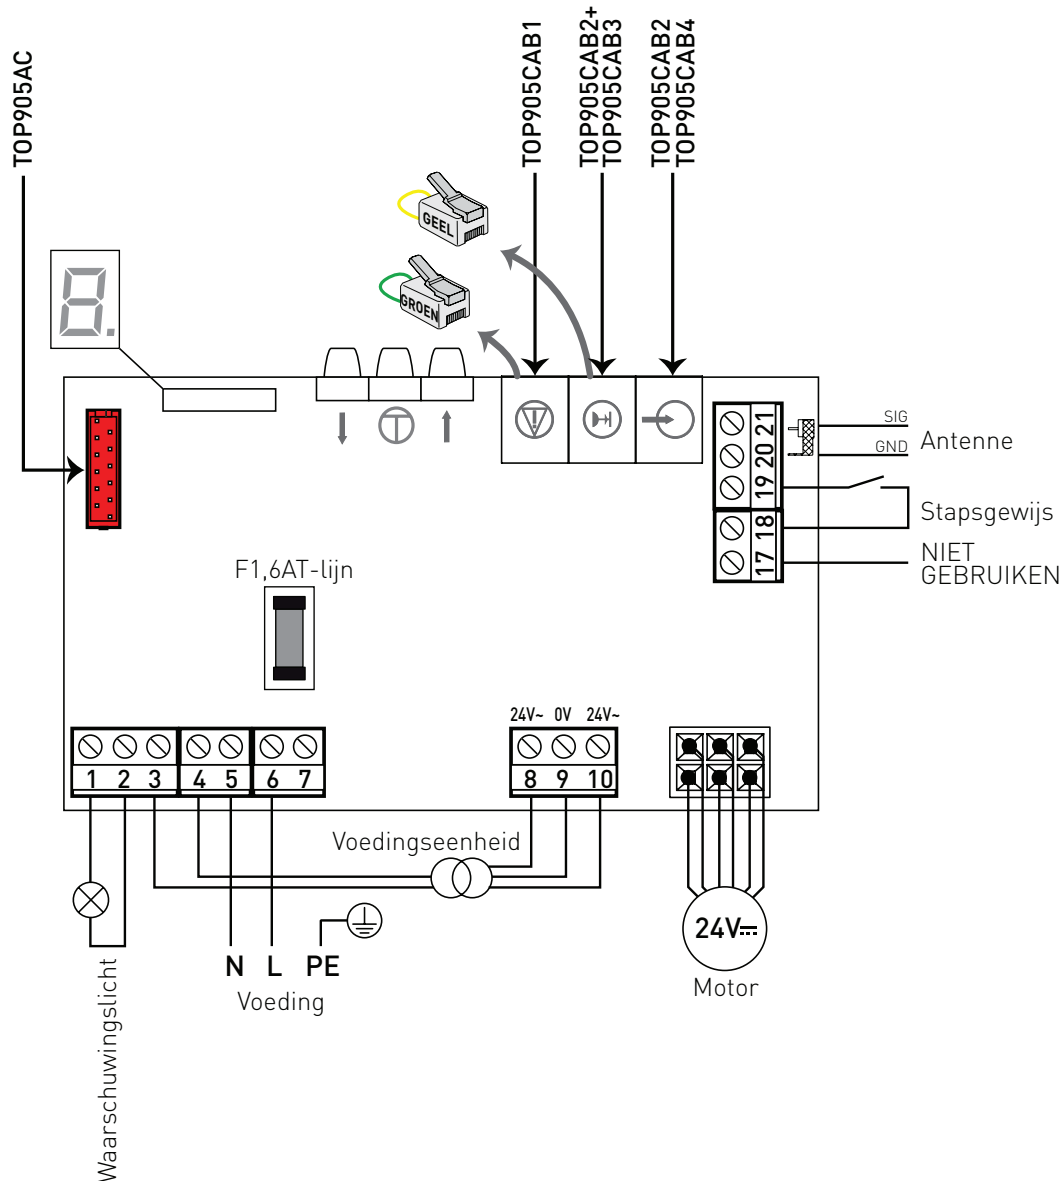 TOP905AC
TOP905CAB1
TOP905CAB2+
TOP905CAB3
TOP905CAB2
TOP905CAB4
GEEL
GROEN
8.
21
20
19
18
17
SIG
GND
Antenne
Stapsgewijs
NIET
GEBRUIKEN
F1,6AT-lijn
24V~ 0V 24V~
1 2 3 4 5 6 7
8 9 10
Voedingseenheid
N L PE
Voeding
24V
Motor
Waarschuwingslicht